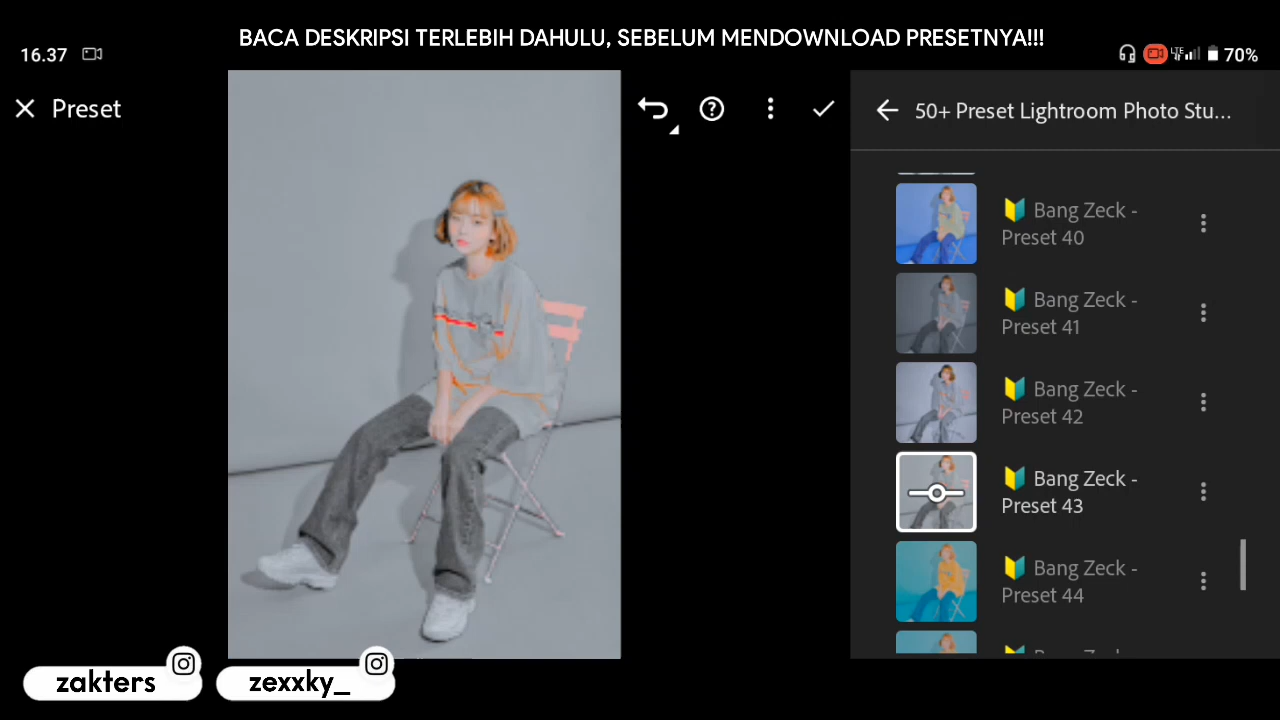 BACA DESKRIPSI TERLEBIH DAHULU, SEBELUM MENDOWNLOAD PRESETNYA!!!
16.37
LTE
70%
Preset
50+ Preset Lightroom Photo Stu...
Bang Zeck -
Preset 40
Bang Zeck -
Preset 41
Bang Zeck -
Preset 42
Bang Zeck -
Preset 43
Bang Zeck -
Preset 44
zakters
zexxky_